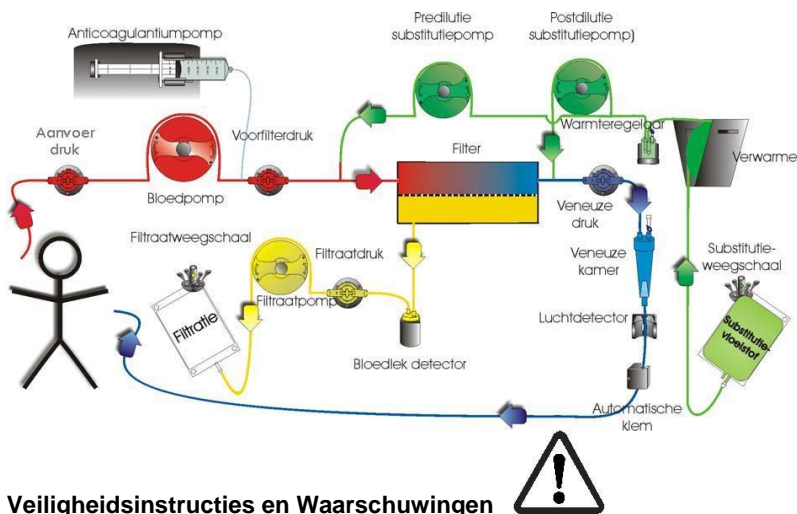 Predilutie
substitutiepomp
Postdilutie
substitutiepomp)
Anticoagulantiumpomp
Aanvoer
druk
Voorfilterdruk
Bloedpomp
Filter
Warmteregelaar
Verwarme
Veneuze
druk
Filtraatweegschaal
Filtraatdruk
Filtraatpomp
Filtratie
Bloedlek detector
Veneuze
kamer
Luchtdetector
Automatische
klem
Substitutie-
weegschaal
Substitutie-
vloeistof
Veiligheidsinstructies en Waarschuwingen